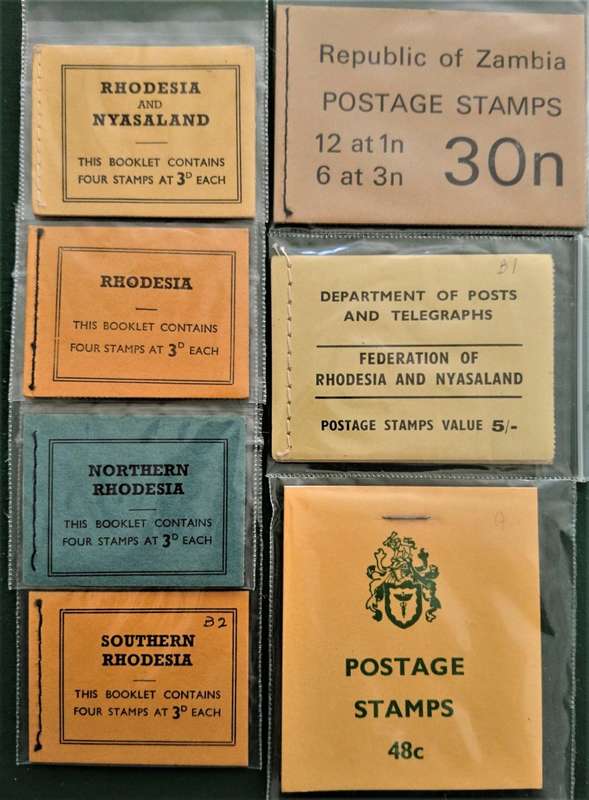 RHODESIA
AND
NYASALAND
THIS BOOKLET CONTAINS
FOUR STAMPS AT 3D EACH
RHODESIA
THIS BOOKLET CONTAINS
FOUR STAMPS AT 3D EACH
NORTHERN
RHODESIA
THIS BOOKLET CONTAINS
FOUR STAMPS AT 3D EACH
B2
SOUTHERN
RHODESIA
THIS BOOKLET CONTAINS
FOUR STAMPS AT 3D EACH
Republic of Zambia
POSTAGE STAMPS
12 at 1n
6 at 3n
30n
B1
DEPARTMENT OF POSTS
AND TELEGRAPHS
FEDERATION OF
RHODESIA AND NYASALAND
POSTAGE STAMPS VALUE 5/-
POSTAGE
STAMPS
48c